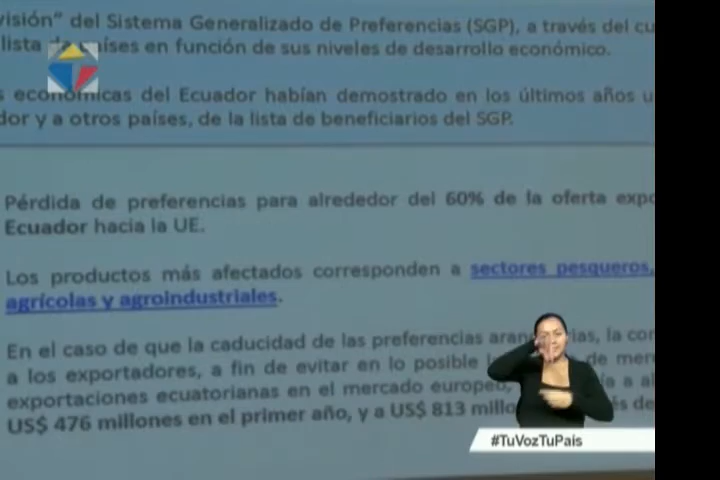 visión" del Sistema Generalizado de Preferencias (SGP), a través del cu
lista de países en función de sus niveles de desarrollo económico.
s económicas del Ecuador habían demostrado en los últimos años u
dor y a otros países, de la lista de beneficiarios del SGP.
Pérdida de preferencias para alrededor del 60% de la oferta expo
Ecuador hacia la UE.
Los productos más afectados corresponden a sectores pesqueros,
agrícolas y agroindustriales.
En el caso de que la caducidad de las preferencias la
a los exportadores, a fin de evitar en lo posible de
exportaciones ecuatorianas en el mercado europeo, a
US$ 476 millones en el primer año, y a US$ 813
#TuVozTuPaís